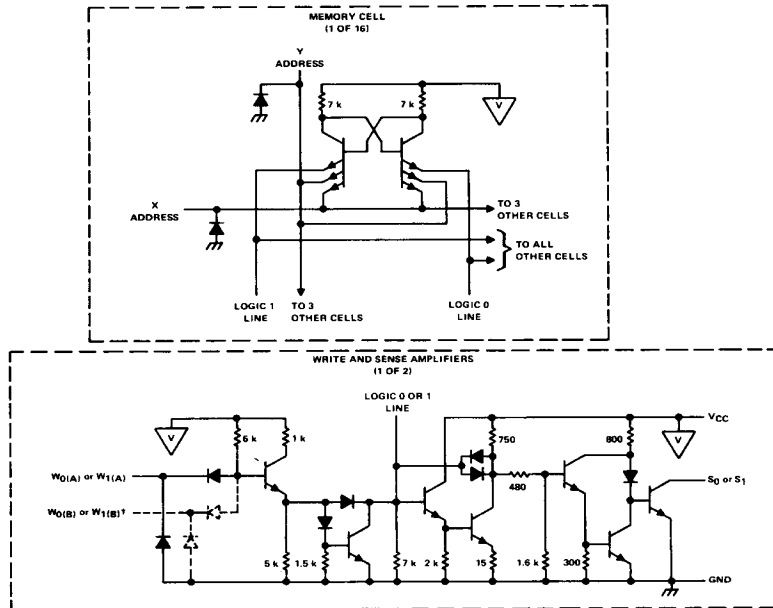 MEMORY CELL
(1 OF 16)
Y
ADDRESS
7 k
7 k
V
X
ADDRESS
TO 3
OTHER CELLS
TO ALL
OTHER CELLS
LOGIC 1
LINE
TO 3
OTHER CELLS
LOGIC 0
LINE
WRITE AND SENSE AMPLIFIERS
(1 OF 2)
LOGIC 0 OR 1
LINE
V
6 k
1 k
750
800
VCC
V
W0(A) or W1(A)
480
S0 or S1
W0(B) or W1(B)†
5 k
1.5 k
7 k
2 k
15
1.6 k
300
GND